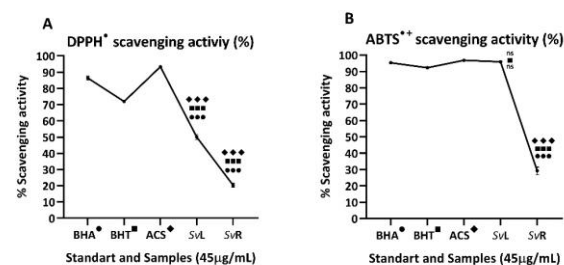 A
DPPH• scavenging activiy (%)
% Scavenging activity
100
90
80
70
60
50
40
30
20
10
0
BHA● BHT■ ACS◆ SvL SvR
Standart and Samples (45µg/mL)
B
ABTS•+ scavenging activity (%)
% Scavenging activity
100
90
80
70
60
50
40
30
20
10
0
ns
ns
BHA● BHT■ ACS◆ SvL SvR
Standart and Samples (45µg/mL)